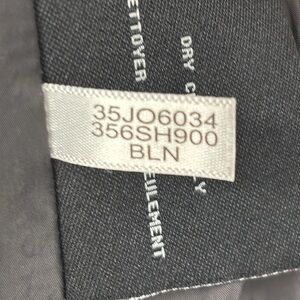 35JO6034
356SH900
BLN
DRY C
Y
ETTOYER
EULEMENT